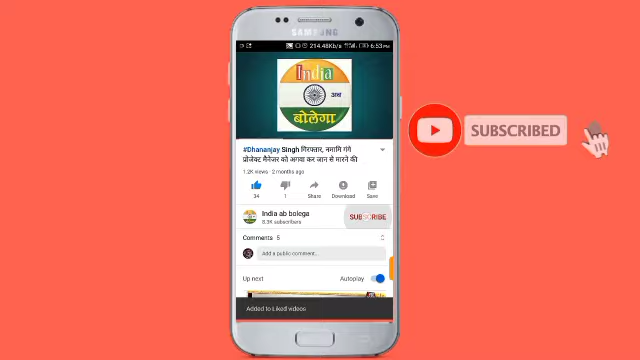 SAMSUNG
214.48Kb/s 6:53PM
India
अब
बोलेगा
#Dhananjay Singh गिरफ्तार, नमामि गंगे
प्रोजेक्ट मैनेजर को अगवा कर जान से मारने की
1.2K views · 2 months ago
34 1 Share Download Save
India ab bolega
8.3K subscribers
SUBSCRIBE
SUBSCRIBED
Comments 5
Add a public comment...
Up next Autoplay
Added to Liked videos